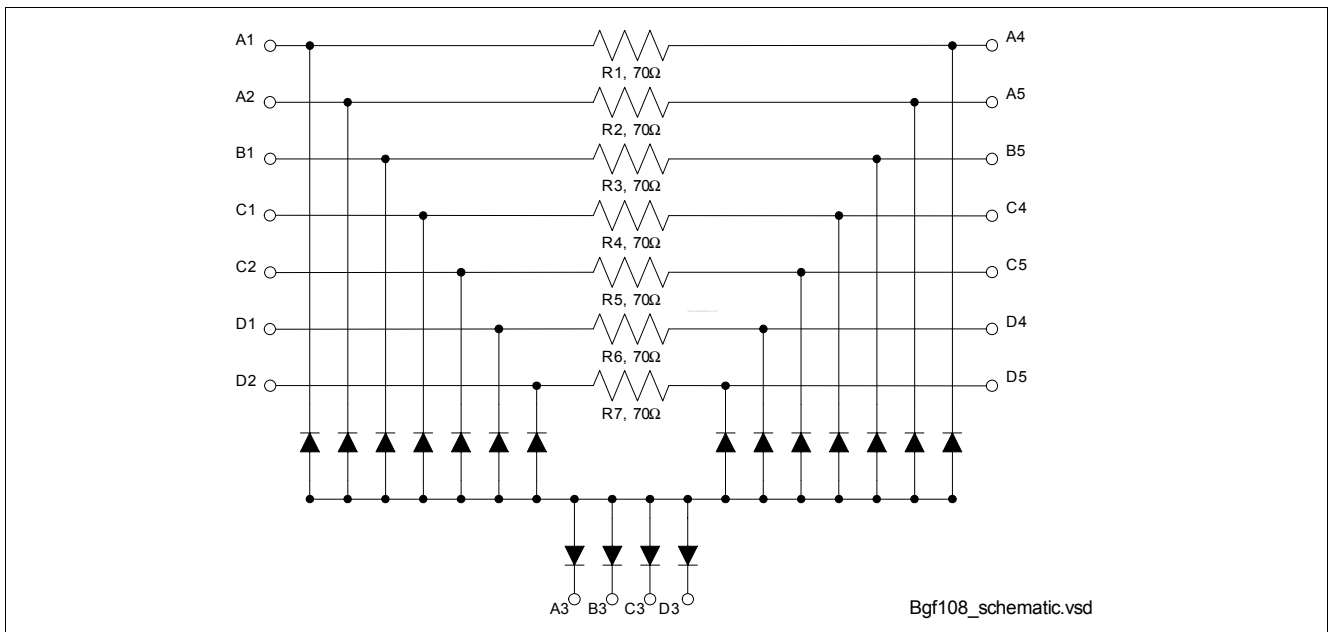 A1 A4
R1, 70Ω
A2 A5
R2, 70Ω
B1 B5
R3, 70Ω
C1 C4
R4, 70Ω
C2 C5
R5, 70Ω
D1 D4
R6, 70Ω
D2 D5
R7, 70Ω
A3 B3 C3 D3
Bgf108_schematic.vsd